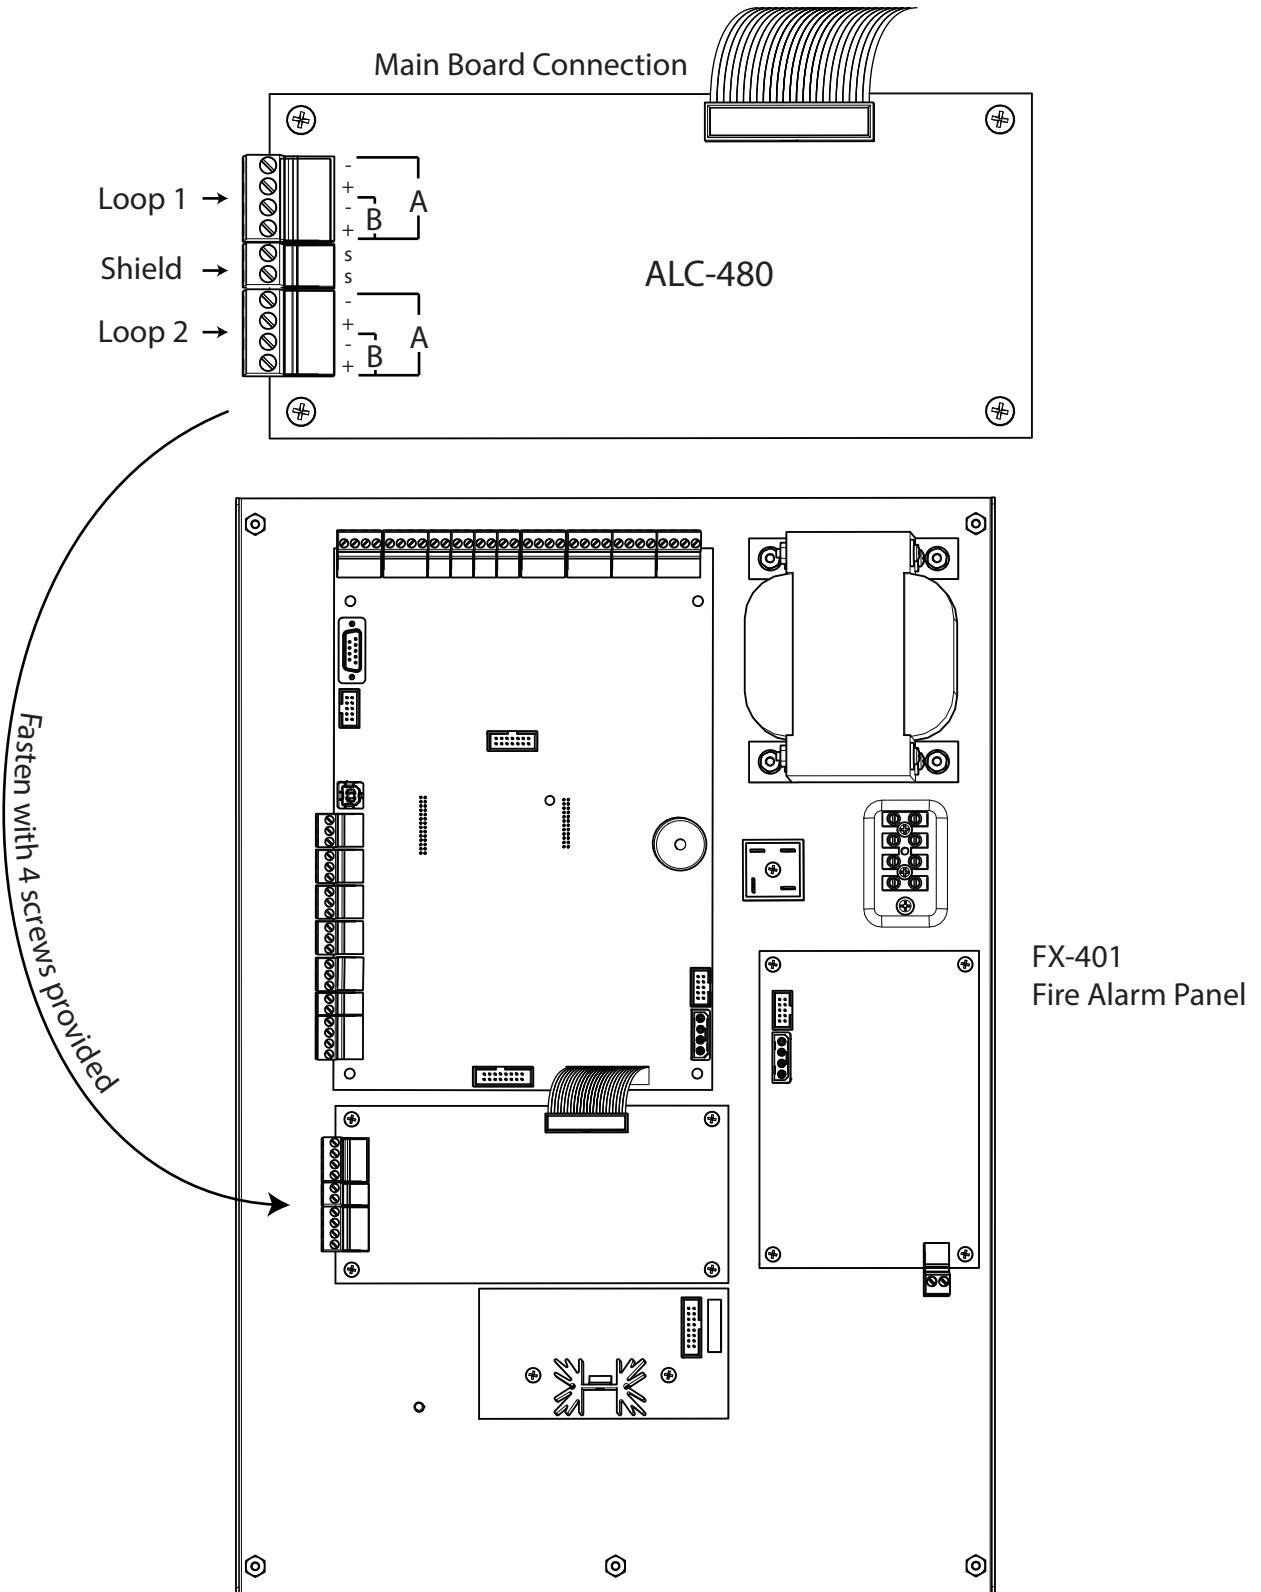 Main Board Connection
Loop 1
-
+
-
+
B
A
Shield
s
s
ALC-480
Loop 2
-
+
-
+
B
A
Fasten with 4 screws provided
FX-401
Fire Alarm Panel